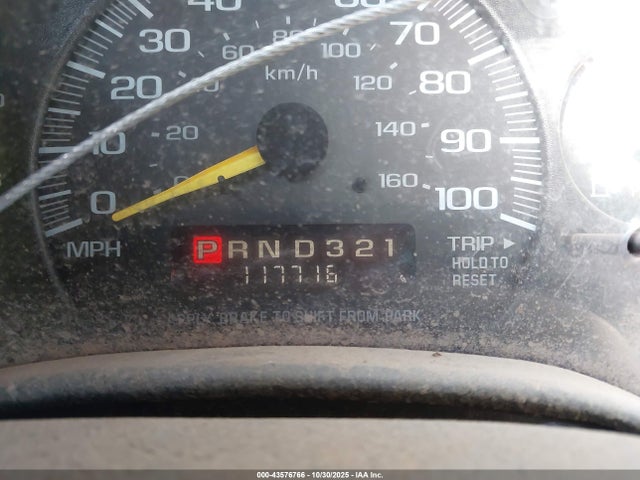 30
60
70
60
80
100
km/h
20
40
120
80
10
20
140
90
0
160
100
MPH
PRND321
TRIP ►
117716
HOLD TO
RESET
APPLY BRAKE TO SHIFT FROM PARK
000-43576766 - 10/30/2025 - IAA Inc.